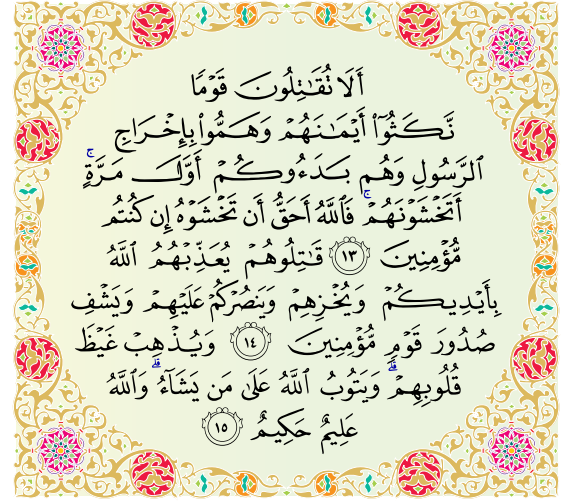 أَلَا تُقَٰتِلُونَ قَوْمًا
نَّكَثُوٓا۟ أَيْمَٰنَهُمْ وَهَمُّوا۟ بِإِخْرَاجِ
ٱلرَّسُولِ وَهُم بَدَءُوكُمْ أَوَّلَ مَرَّةٍ ۚ
أَتَخْشَوْنَهُمْ ۚ فَٱللَّهُ أَحَقُّ أَن تَخْشَوْهُ إِن كُنتُم
مُّؤْمِنِينَ ١٣ قَٰتِلُوهُمْ يُعَذِّبْهُمُ ٱللَّهُ
بِأَيْدِيكُمْ وَيُخْزِهِمْ وَيَنصُرْكُمْ عَلَيْهِمْ وَيَشْفِ
صُدُورَ قَوْمٍ مُّؤْمِنِينَ ١٤ وَيُذْهِبْ غَيْظَ
قُلُوبِهِمْ ۗ وَيَتُوبُ ٱللَّهُ عَلَىٰ مَن يَشَآءُ ۗ وَٱللَّهُ
عَلِيمٌ حَكِيمٌ ١٥